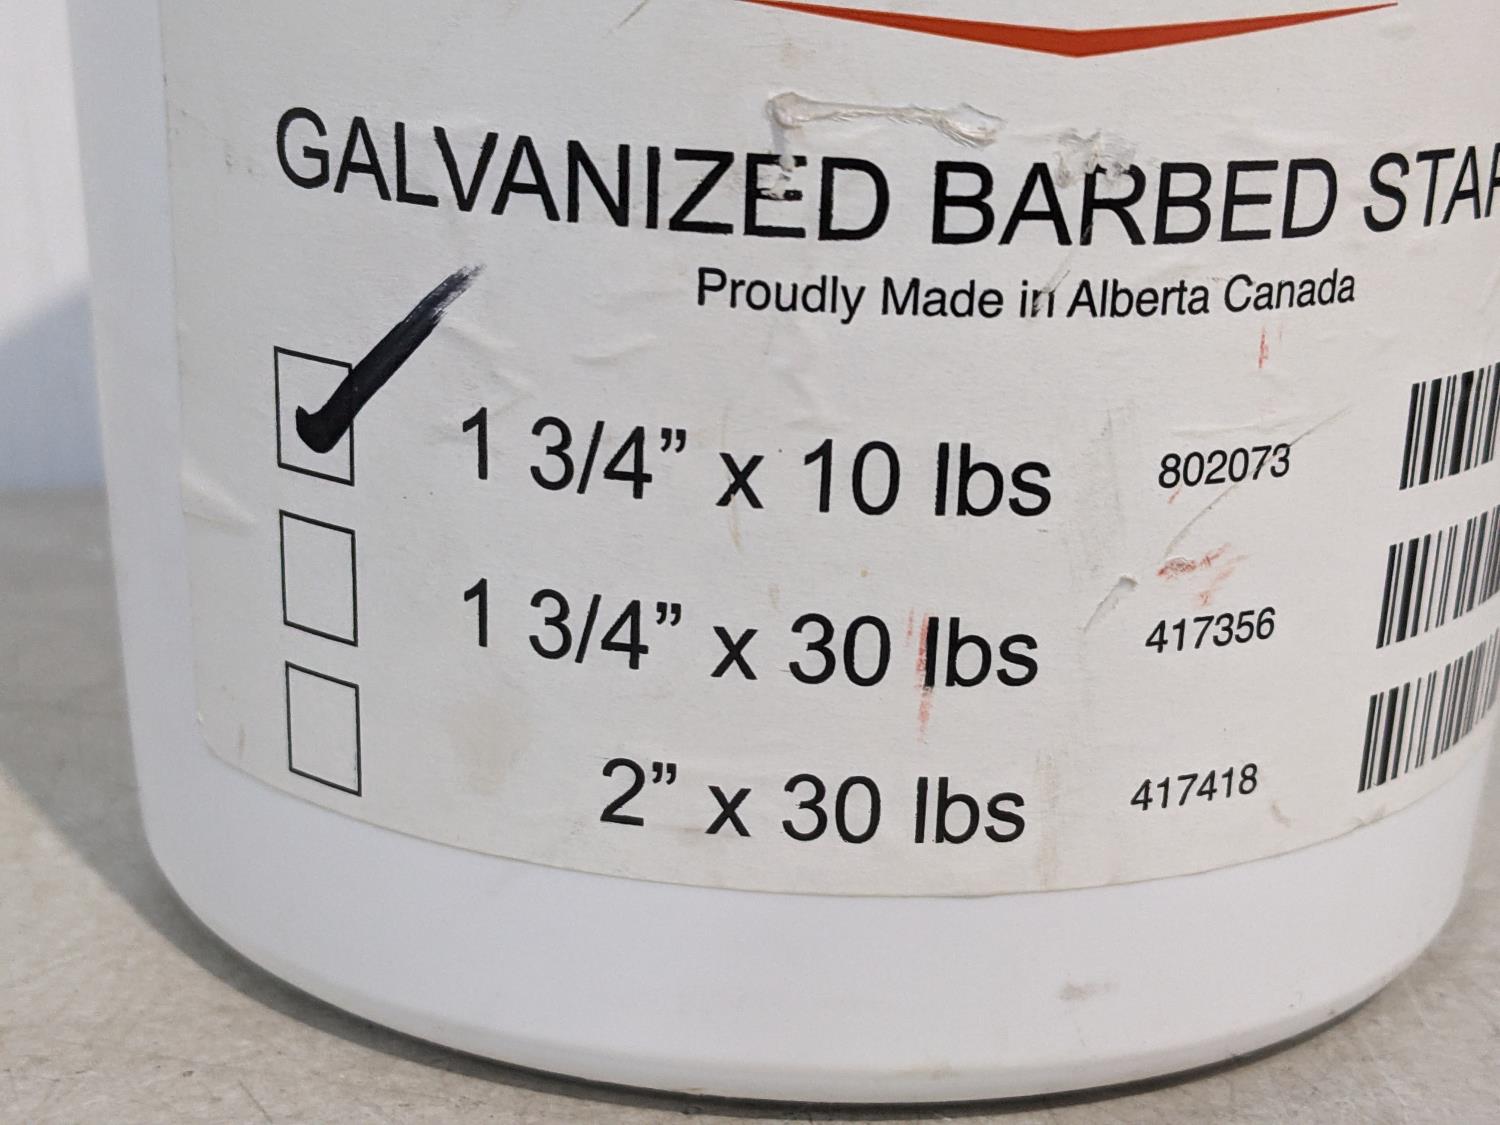 GALVANIZED BARBED STAP
Proudly Made in Alberta Canada
1 3/4” x 10 lbs 802073
1 3/4” x 30 lbs 417356
2” x 30 lbs 417418